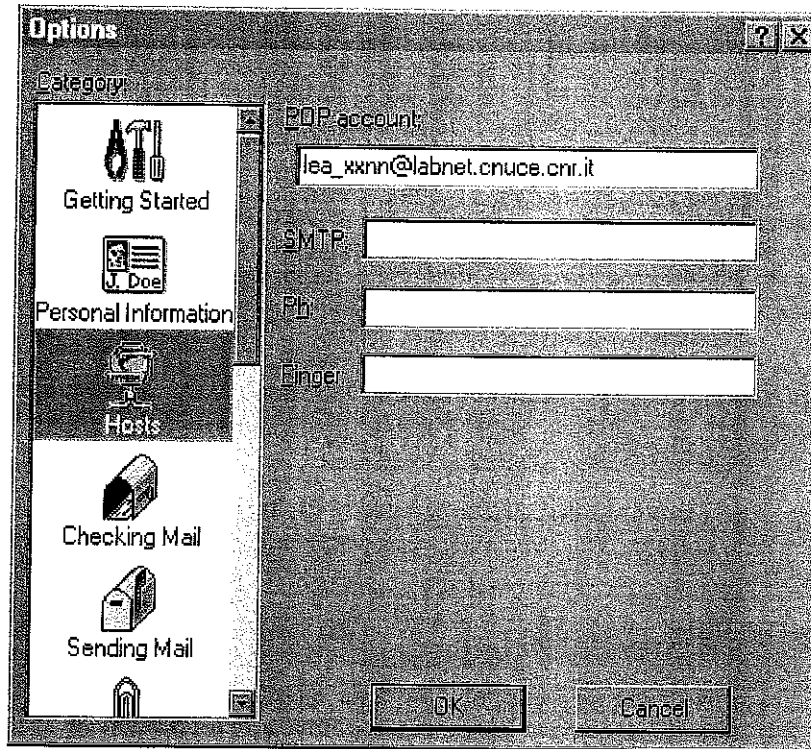 Options
Category:
Getting Started
J. Doe
Personal Information
Hosts
Checking Mail
Sending Mail
POP account:
lea_xxnn@labnet.cnuce.cnr.it
SMTP:
Ph:
Finger:
OK
Cancel